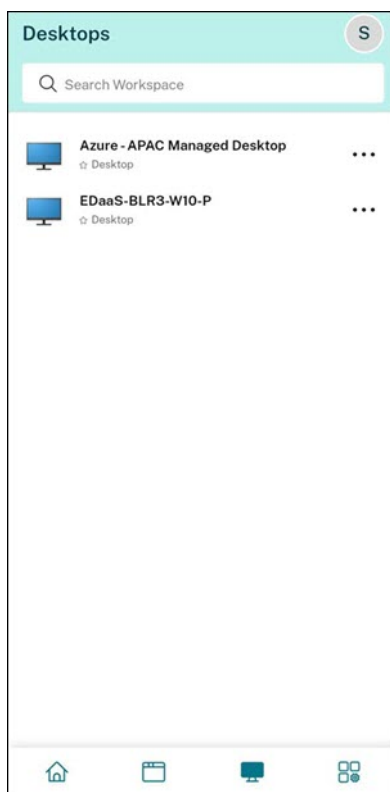 Desktops
S
Search Workspace
Azure - APAC Managed Desktop
Desktop
EDaaS-BLR3-W10-P
Desktop